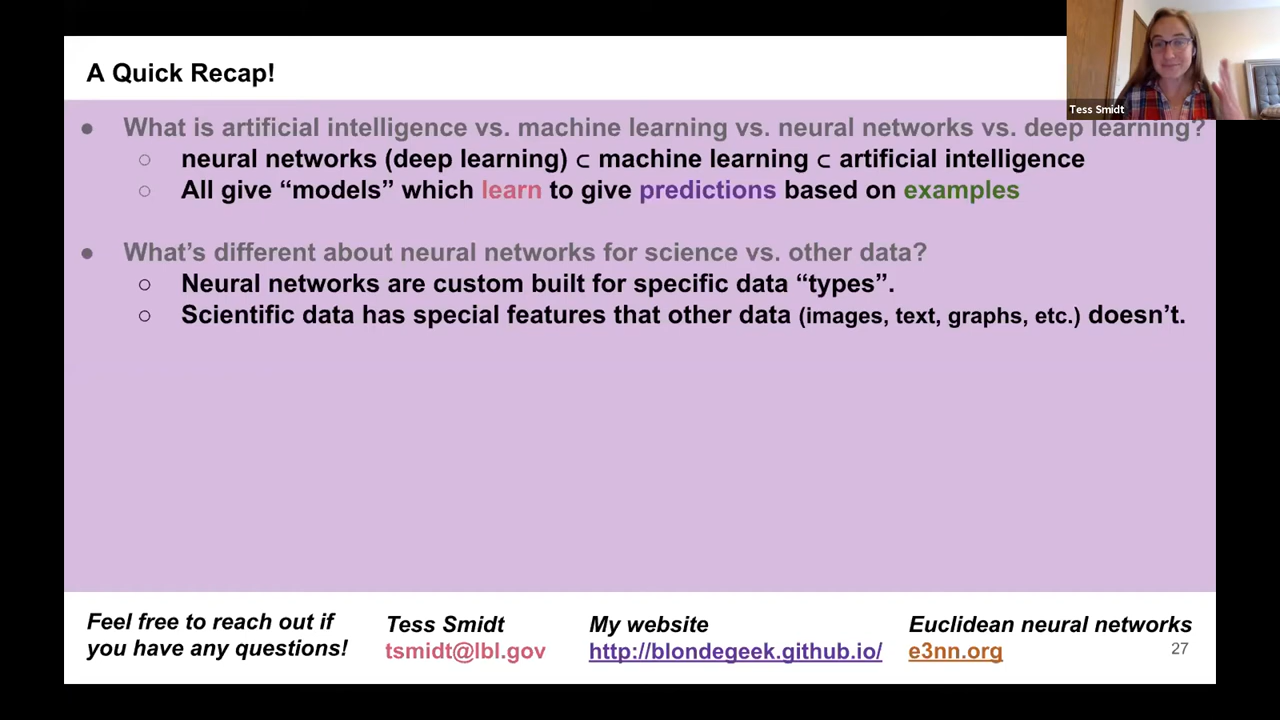 A Quick Recap!
Tess Smidt
● What is artificial intelligence vs. machine learning vs. neural networks vs. deep learning?
○ neural networks (deep learning) ⊂ machine learning ⊂ artificial intelligence
○ All give “models” which learn to give predictions based on examples
● What’s different about neural networks for science vs. other data?
○ Neural networks are custom built for specific data “types”.
○ Scientific data has special features that other data (images, text, graphs, etc.) doesn’t.
Feel free to reach out if
you have any questions!
Tess Smidt
tsmidt@lbl.gov
My website
http://blondegeek.github.io/
Euclidean neural networks
e3nn.org
27